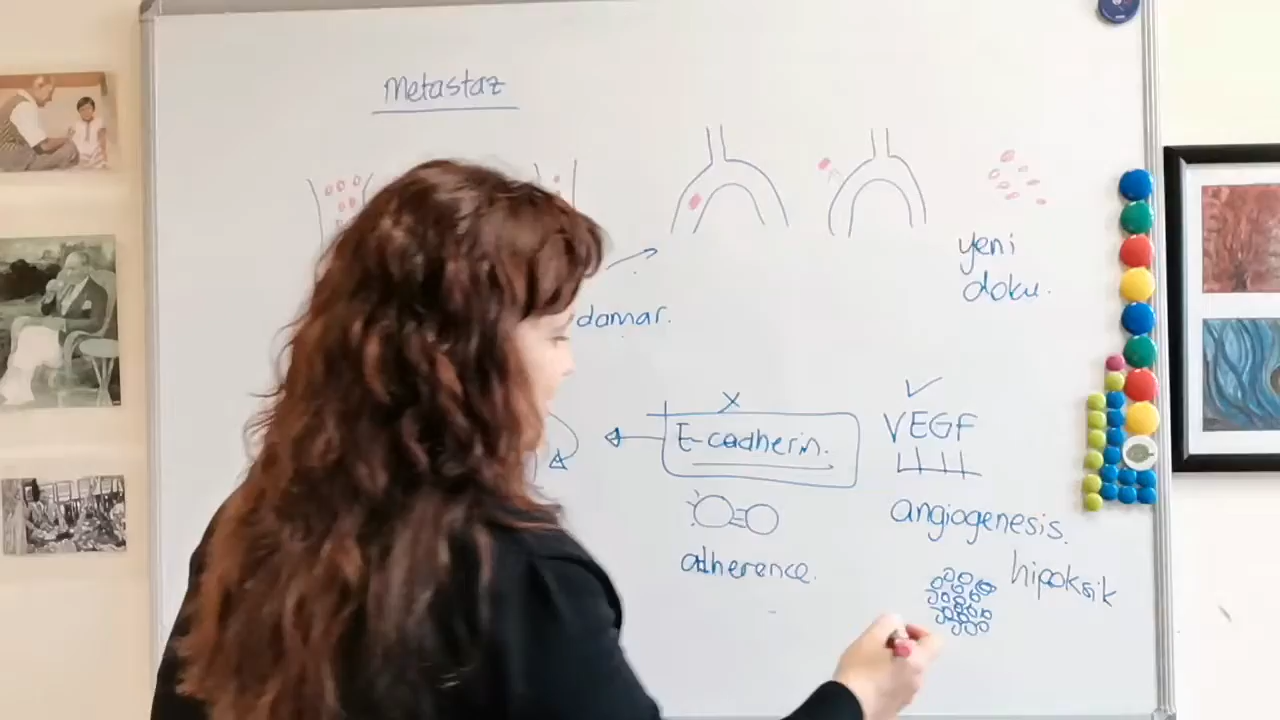 Metastaz
yeni
doku.
damar.
X
✓
E-cadherin.
VEGF
angiogenesis.
adherence.
hipoksik